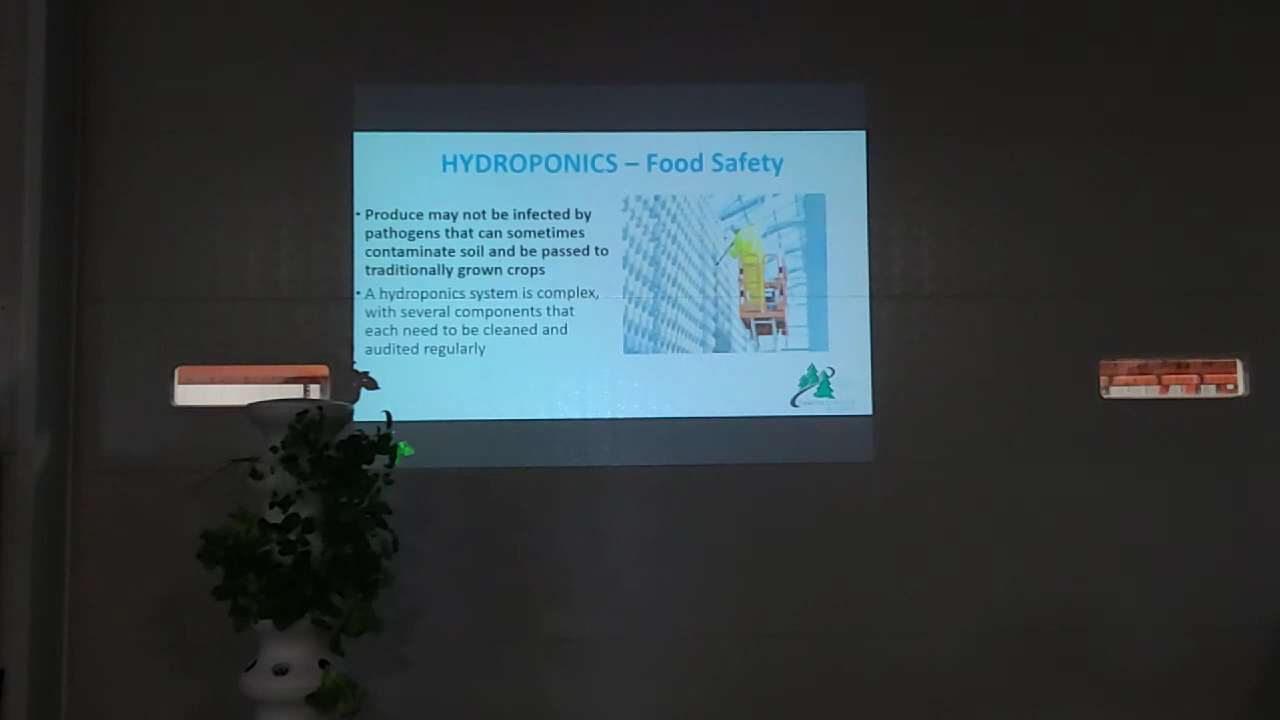 HYDROPONICS – Food Safety
• Produce may not be infected by
pathogens that can sometimes
contaminate soil and be passed to
traditionally grown crops
• A hydroponics system is complex,
with several components that
each need to be cleaned and
audited regularly